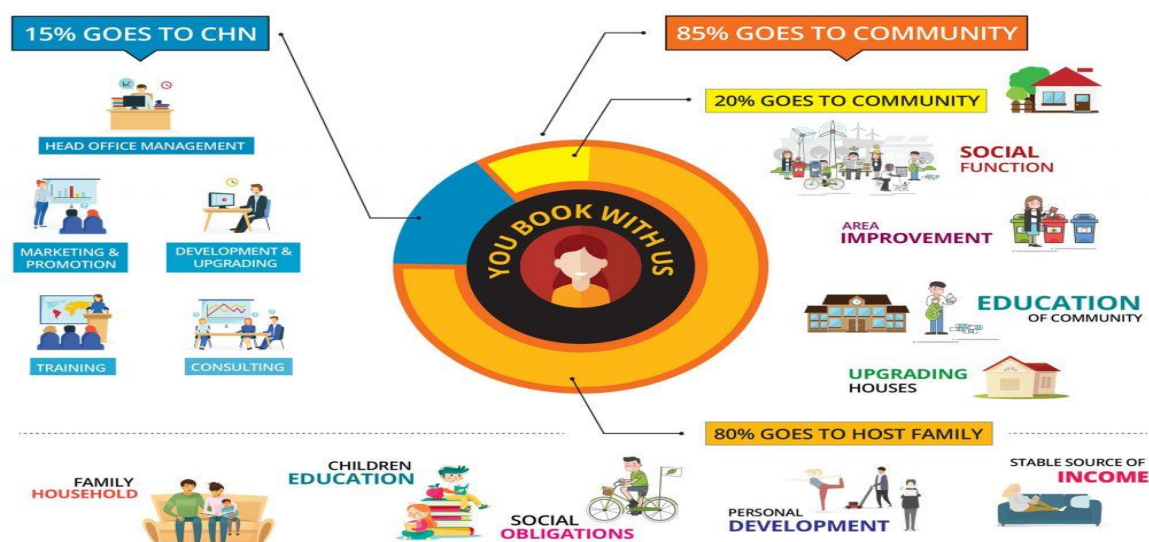 15% GOES TO CHN
HEAD OFFICE MANAGEMENT
MARKETING &
PROMOTION
DEVELOPMENT &
UPGRADING
TRAINING
CONSULTING
YOU BOOK WITH US
85% GOES TO COMMUNITY
20% GOES TO COMMUNITY
SOCIAL
FUNCTION
AREA
IMPROVEMENT
EDUCATION
OF COMMUNITY
UPGRADING
HOUSES
80% GOES TO HOST FAMILY
FAMILY
HOUSEHOLD
CHILDREN
EDUCATION
SOCIAL
OBLIGATIONS
PERSONAL
DEVELOPMENT
STABLE SOURCE OF
INCOME